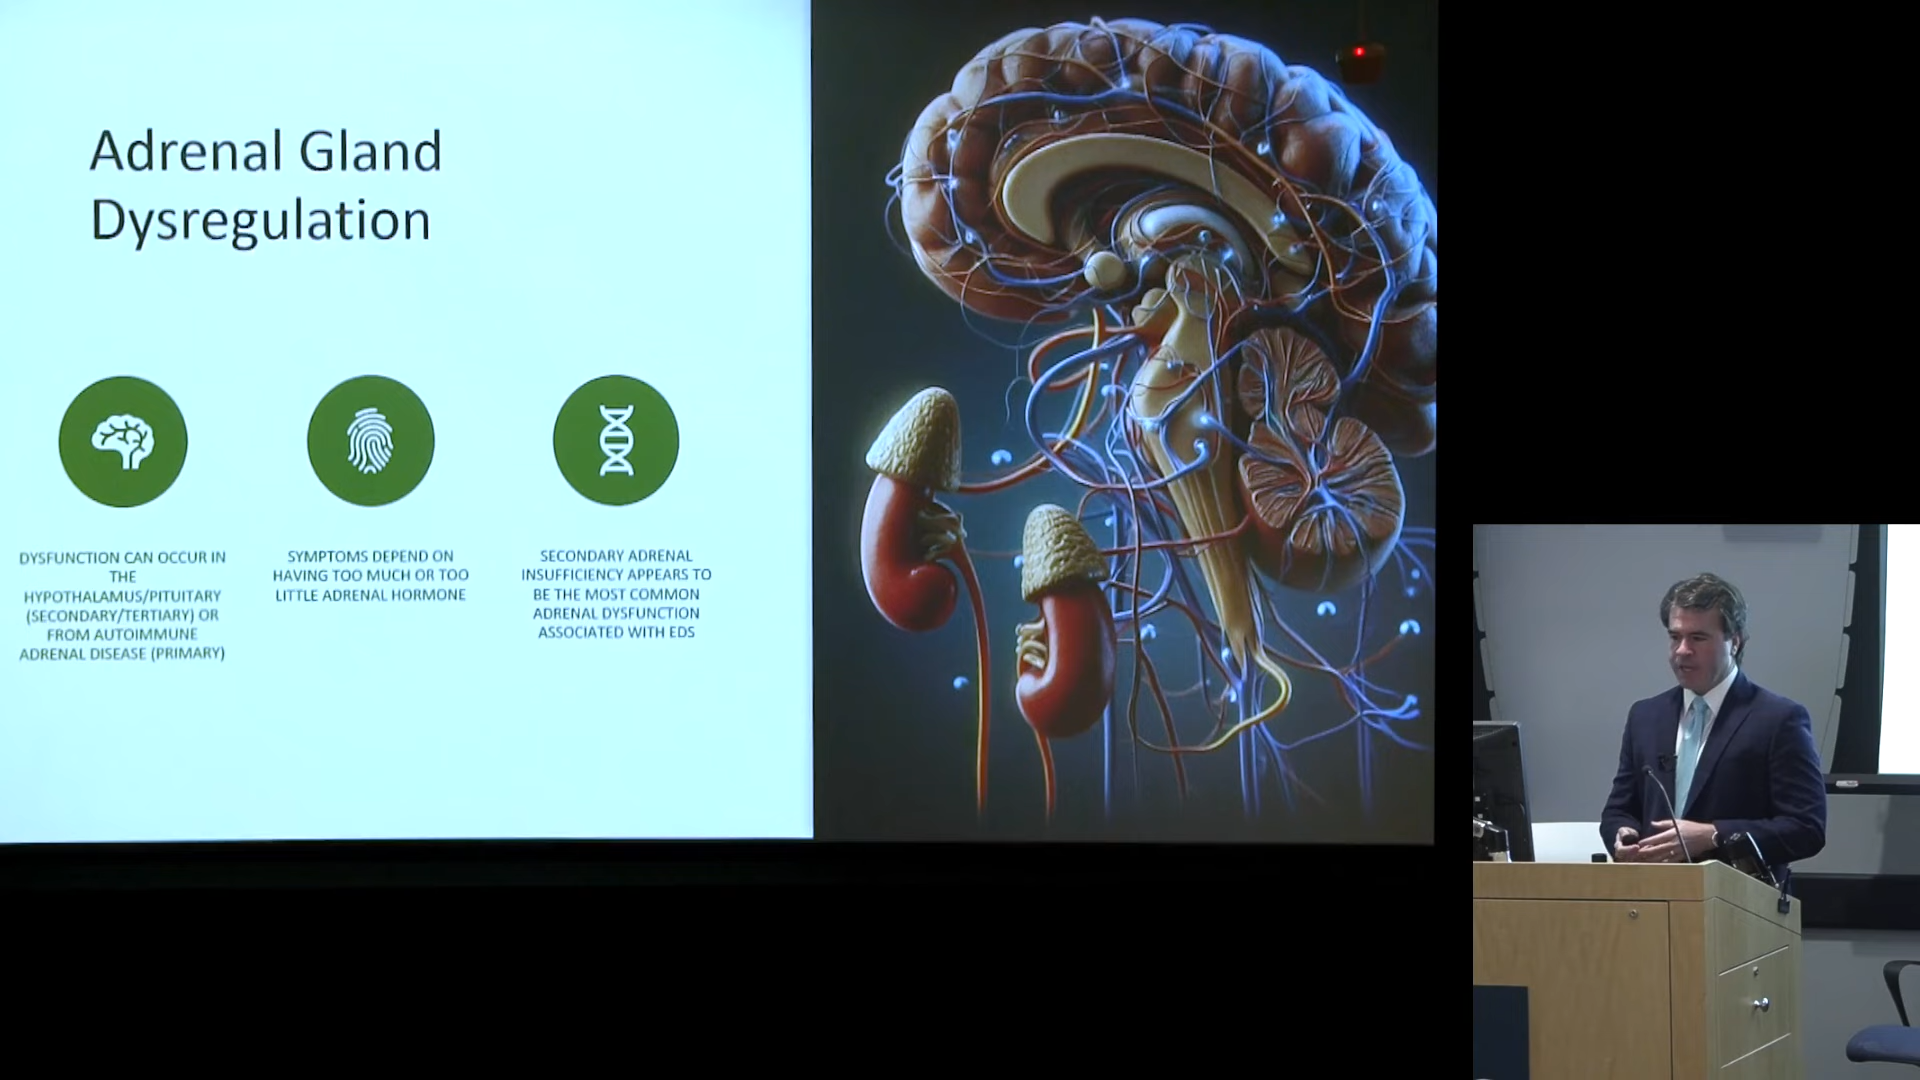 Adrenal Gland
Dysregulation
DYSFUNCTION CAN OCCUR IN
THE
HYPOTHALAMUS/PITUITARY
(SECONDARY/TERTIARY) OR
FROM AUTOIMMUNE
ADRENAL DISEASE (PRIMARY)
SYMPTOMS DEPEND ON
HAVING TOO MUCH OR TOO
LITTLE ADRENAL HORMONE
SECONDARY ADRENAL
INSUFFICIENCY APPEARS TO
BE THE MOST COMMON
ADRENAL DYSFUNCTION
ASSOCIATED WITH EDS